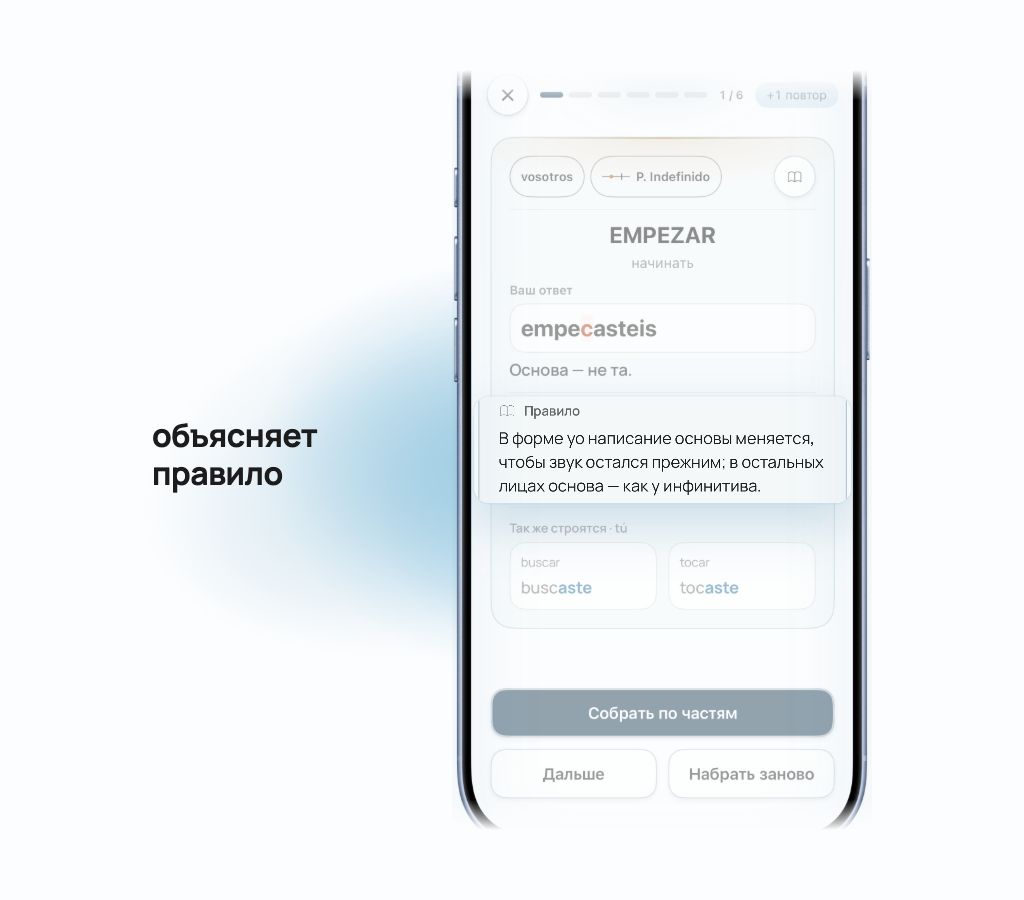 1 / 6
+1 повтор
vosotros
P. Indefinido
EMPEZAR
начинать
Ваш ответ
empecasteis
Основа — не та.
Правило
В форме yo написание основы меняется,
чтобы звук остался прежним; в остальных
лицах основа — как у инфинитива.
объясняет
правило
Так же строятся · tú
buscar
tocar
buscaste
tocaste
Собрать по частям
Дальше
Набрать заново